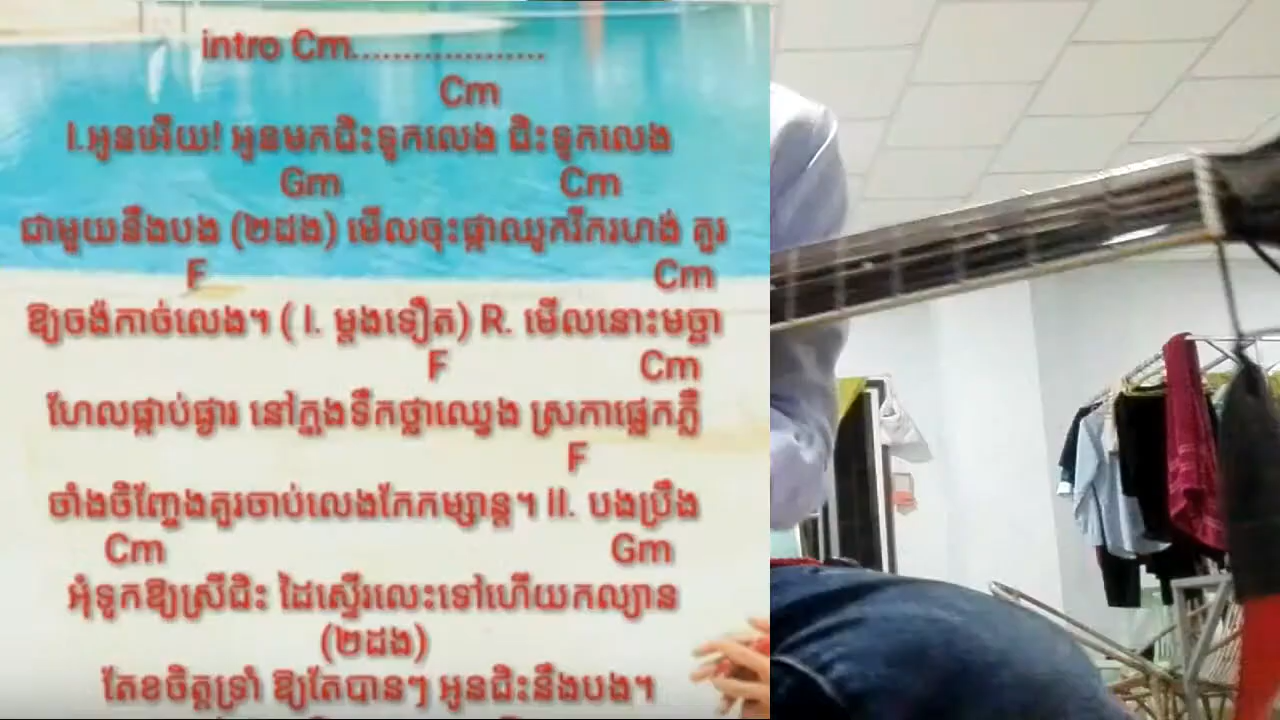 intro Cm...................
Cm
I.អូនអើយ! អូនមកជិះទូកលេង ជិះទូកលេង
Gm Cm
ជាមួយនឹងបង (២ដង) មើលចុះផ្កាឈូករីករហង់ គួរ
F Cm
ឱ្យចង់កាច់លេង។ ( I. ម្តងទៀត) R. មើលនោះមច្ឆា
F Cm
ហែលផ្កាប់ផ្ងារ នៅក្នុងទឹកថ្លាឈ្វេង ស្រកាផ្លេកភ្លឺ
F
ចាំងចិញ្ចែងគួរចាប់លេងកែកម្សាន្ត។ II. បងប្រឹង
Cm Gm
អុំទូកឱ្យស្រីជិះ ដៃស្ទើរលេះទៅហើយកល្យាន
(២ដង)
តែខចិត្តទ្រាំ ឱ្យតែបានៗ អូនជិះនឹងបង។